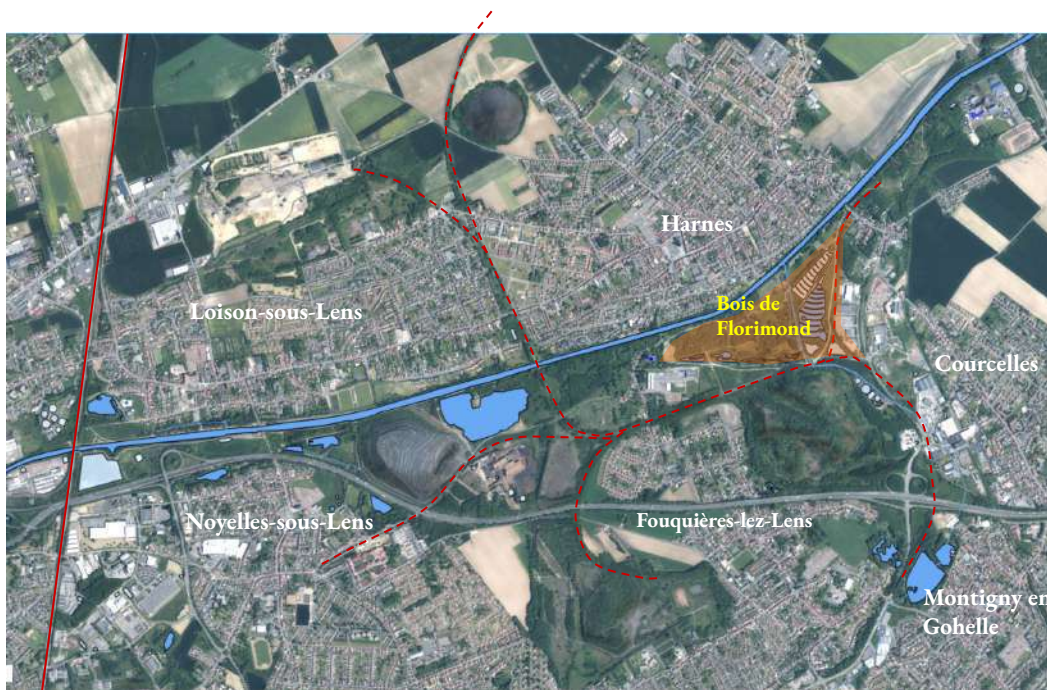 Harnes
Bois de
Florimond
Loison-sous-Lens
Courcelles
Noyelles-sous-Lens
Fouquières-lez-Lens
Montigny en
Gohelle